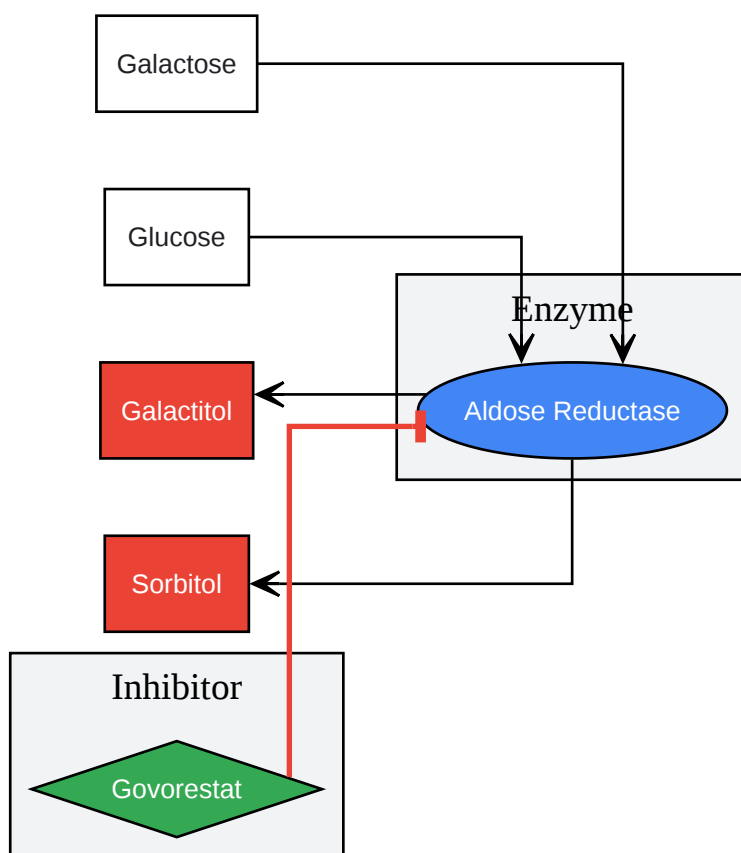 Galactose
Glucose
Enzyme
Galactitol
Aldose Reductase
Sorbitol
Inhibitor
Govorestat